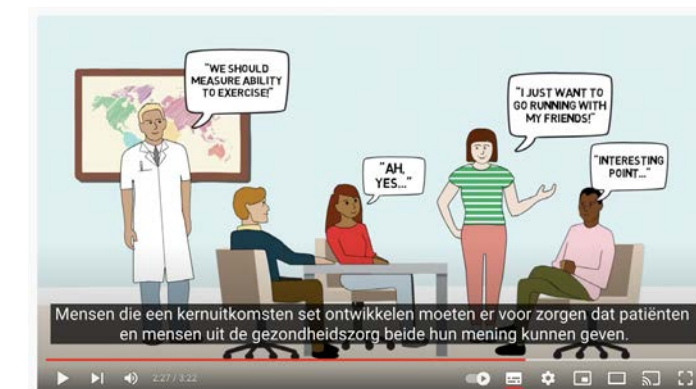 "WE SHOULD
MEASURE ABILITY
TO EXERCISE!"
"I JUST WANT TO
GO RUNNING WITH
MY FRIENDS!"
"AH,
YES..."
"INTERESTING
POINT..."
Mensen die een kernuitkomsten set ontwikkelen moeten er voor zorgen dat patiënten
en mensen uit de gezondheidszorg beide hun mening kunnen geven.
2:27 / 3:22